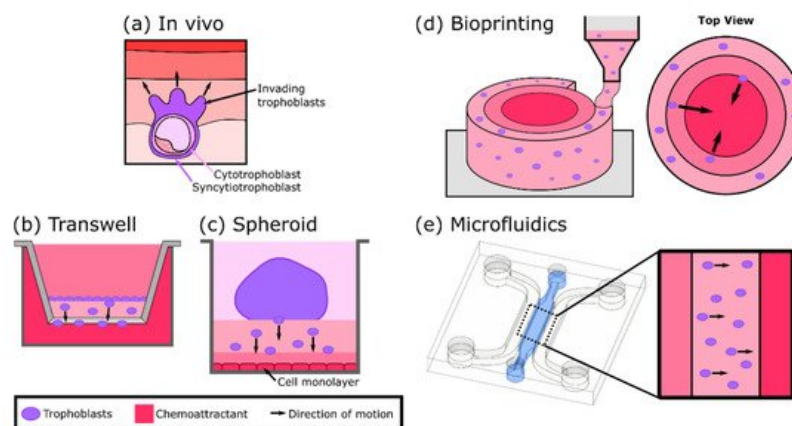 (a) In vivo
Invading
trophoblasts
Cytotrophoblast
Syncytiotrophoblast
(b) Transwell
(c) Spheroid
Cell monolayer
(d) Bioprinting
Top View
(e) Microfluidics
Trophoblasts
Chemoattractant
Direction of motion